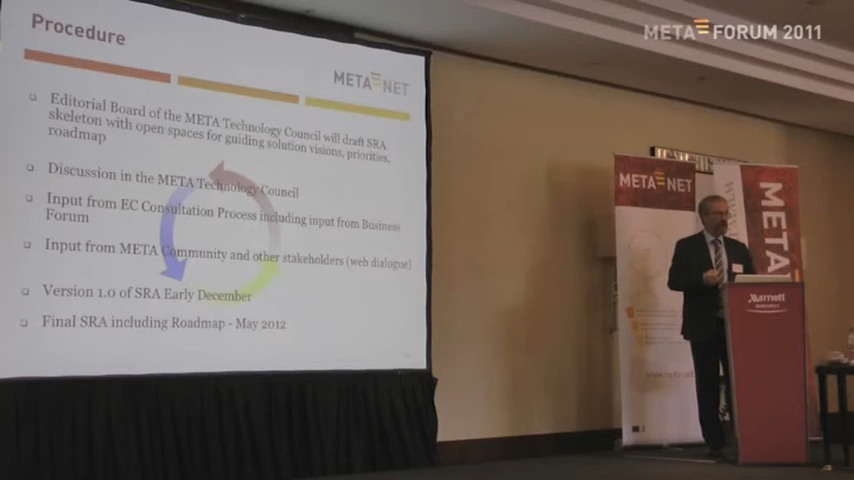 META FORUM 2011
Procedure
META NET
Editorial Board of the META Technology Council will draft SRA
skeleton with open spaces for guiding solution visions, priorities,
roadmap
Discussion in the META Technology Council
Input from EC Consultation Process including input from Business
Forum
Input from META Community and other stakeholders (web dialogue)
Version 1.0 of SRA Early December
Final SRA including Roadmap - May 2012
META NET
META
Marriott